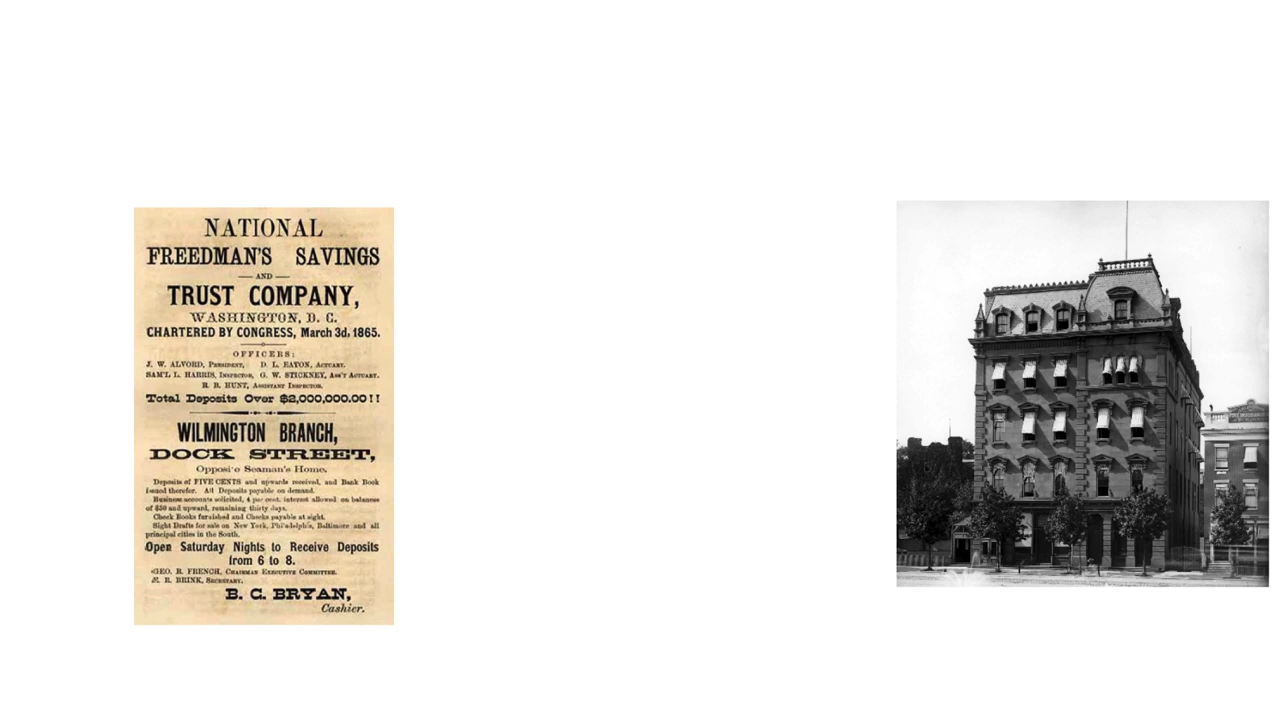 NATIONAL
FREEDMAN'S SAVINGS
AND
TRUST COMPANY,
WASHINGTON, D. C.
CHARTERED BY CONGRESS, March 3d, 1865.
OFFICERS:
J. W. ALVORD, PRESIDENT, D. L. EATON, ACTUARY.
SAM'L L. HARRIS, INSPECTOR, G. W. STICKNEY, ASS'T ACTUARY.
R. B. HUNT, ASSISTANT INSPECTOR.
Total Deposits Over $2,000,000.00!!
WILMINGTON BRANCH,
DOCK STREET,
Opposite Seaman's Home.
Deposits of FIVE CENTS and upwards received, and Bank Book
Issued therefor. All Deposits payable on demand.
Business accounts solicited, 4 per cent. interest allowed on balances
of $50 and upward, remaining thirty days.
Check Books furnished and Checks payable at sight.
Sight Drafts for sale on New York, Philadelphia, Baltimore and all
principal cities in the South.
Open Saturday Nights to Receive Deposits
from 6 to 8.
GEO. R. FRENCH, CHAIRMAN EXECUTIVE COMMITTEE.
R. BRINK, SECRETARY.
B. C. BRYAN,
Cashier.